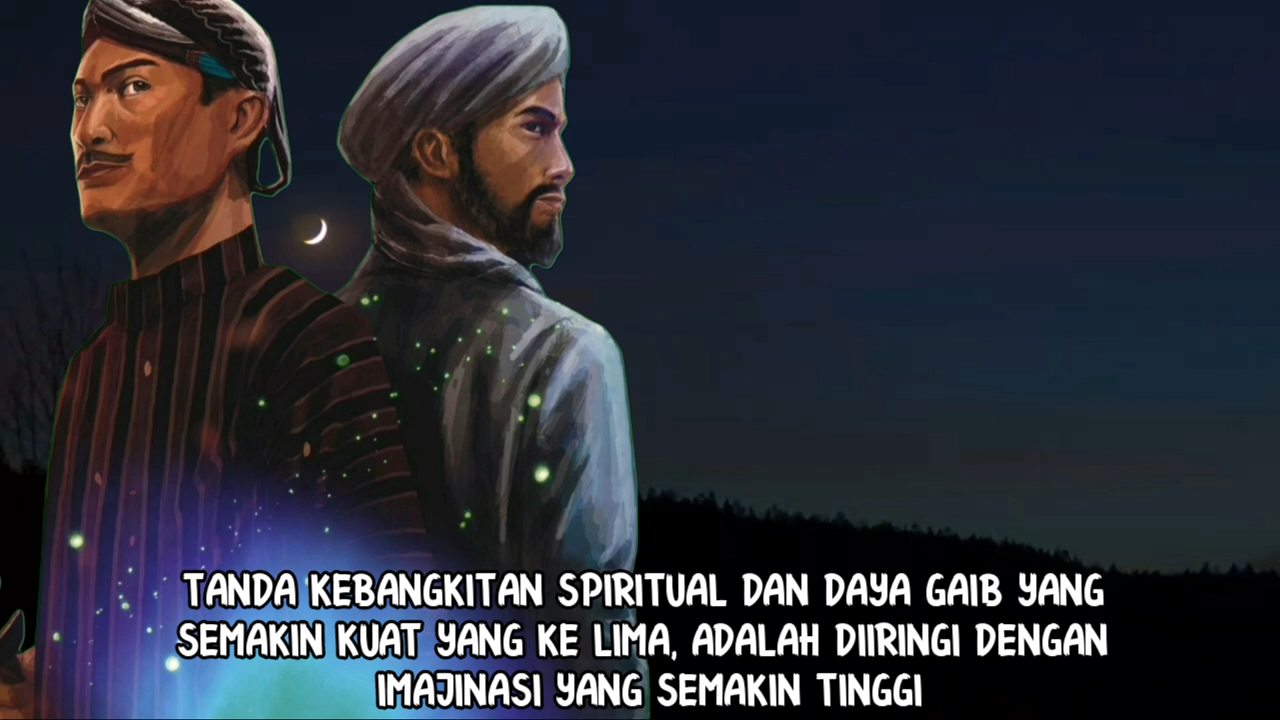 TANDA KEBANGKITAN SPIRITUAL DAN DAYA GAIB YANG
SEMAKIN KUAT YANG KE LIMA, ADALAH DIIRINGI DENGAN
IMAJINASI YANG SEMAKIN TINGGI